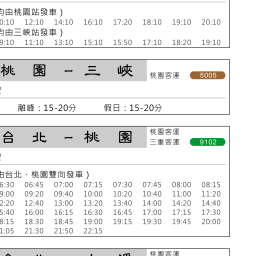 均由桃園站發車)
0:10 12:10 14:10 16:10 17:20 18:10 19:10 20:10
均由三峽站發車)
9:10 11:10 13:10 15:10 15:50 17:10 18:20 19:10
桃 園 - 三 峽 桃園客運 5005
離峰：15-20分 假日：15-20分
台 北 - 桃 園 桃園客運
三重客運 9102
由台北、桃園雙向發車)
6:30 06:45 07:00 07:15 07:30 07:45 08:00 08:15
9:00 09:20 09:40 10:00 10:20 10:40 11:00 11:20
2:20 12:40 13:00 13:20 13:40 14:00 14:20 14:40
5:40 16:00 16:15 16:30 16:45 17:00 17:15 17:30
8:15 18:30 18:45 19:00 19:15 19:30 19:45 20:00
1:05 21:30 21:50 22:15
桃園客運